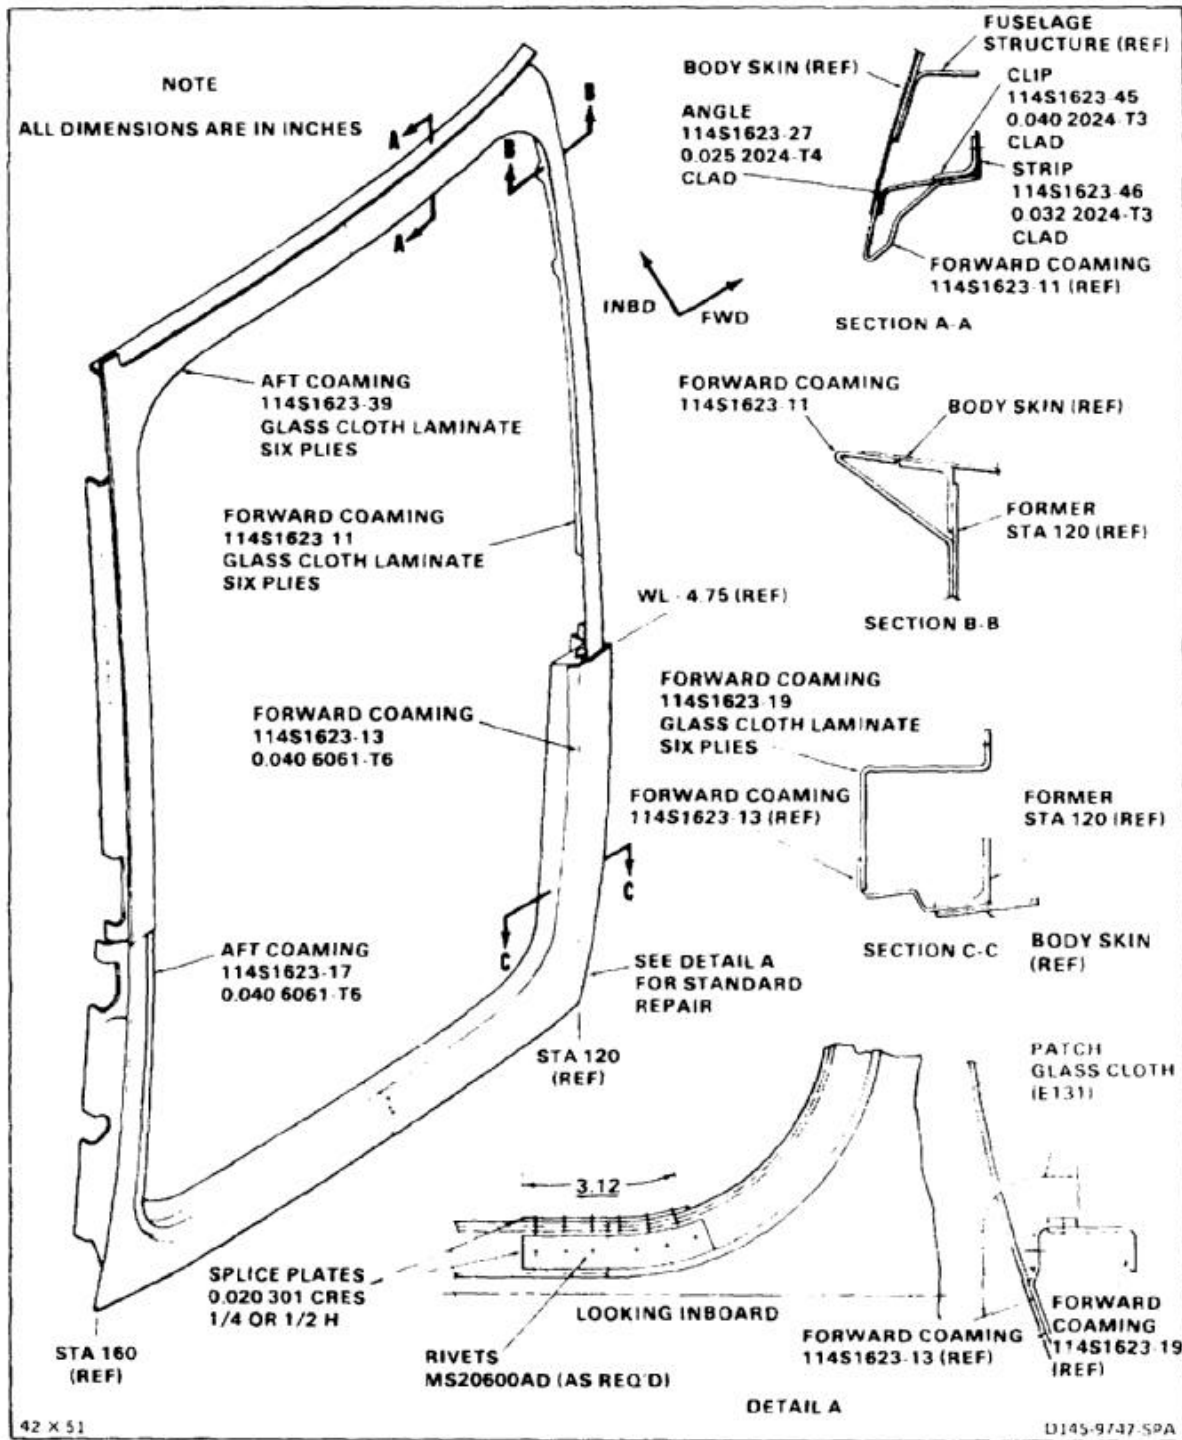 NOTE
ALL DIMENSIONS ARE IN INCHES
A
A
B
B
INBD
FWD
BODY SKIN (REF)
FUSELAGE
STRUCTURE (REF)
CLIP
114S1623-45
0.040 2024-T3
CLAD
ANGLE
114S1623-27
0.025 2024-T4
CLAD
STRIP
114S1623-46
0.032 2024-T3
CLAD
FORWARD COAMING
114S1623-11 (REF)
SECTION A-A
AFT COAMING
114S1623-39
GLASS CLOTH LAMINATE
SIX PLIES
FORWARD COAMING
114S1623-11
BODY SKIN (REF)
FORMER
STA 120 (REF)
SECTION B-B
FORWARD COAMING
114S1623 11
GLASS CLOTH LAMINATE
SIX PLIES
WL - 4.75 (REF)
FORWARD COAMING
114S1623-19
GLASS CLOTH LAMINATE
SIX PLIES
FORWARD COAMING
114S1623-13
0.040 6061-T6
FORWARD COAMING
114S1623-13 (REF)
FORMER
STA 120 (REF)
C
C
SECTION C-C
BODY SKIN
(REF)
AFT COAMING
114S1623-17
0.040 6061-T6
SEE DETAIL A
FOR STANDARD
REPAIR
STA 120
(REF)
PATCH
GLASS CLOTH
(E131)
3.12
SPLICE PLATES
0.020 301 CRES
1/4 OR 1/2 H
LOOKING INBOARD
FORWARD COAMING
114S1623-13 (REF)
FORWARD
COAMING
114S1623-19
(REF)
STA 160
(REF)
RIVETS
MS20600AD (AS REQ'D)
DETAIL A
42 X 51
D145-9747-SPA